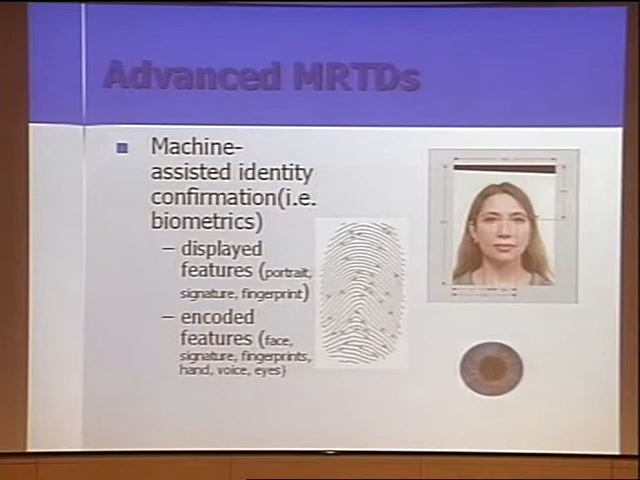 Advanced MRTDs
Machine-
assisted identity
confirmation(i.e.
biometrics)
– displayed
features (portrait,
signature, fingerprint)
– encoded
features (face,
signature, fingerprints,
hand, voice, eyes)